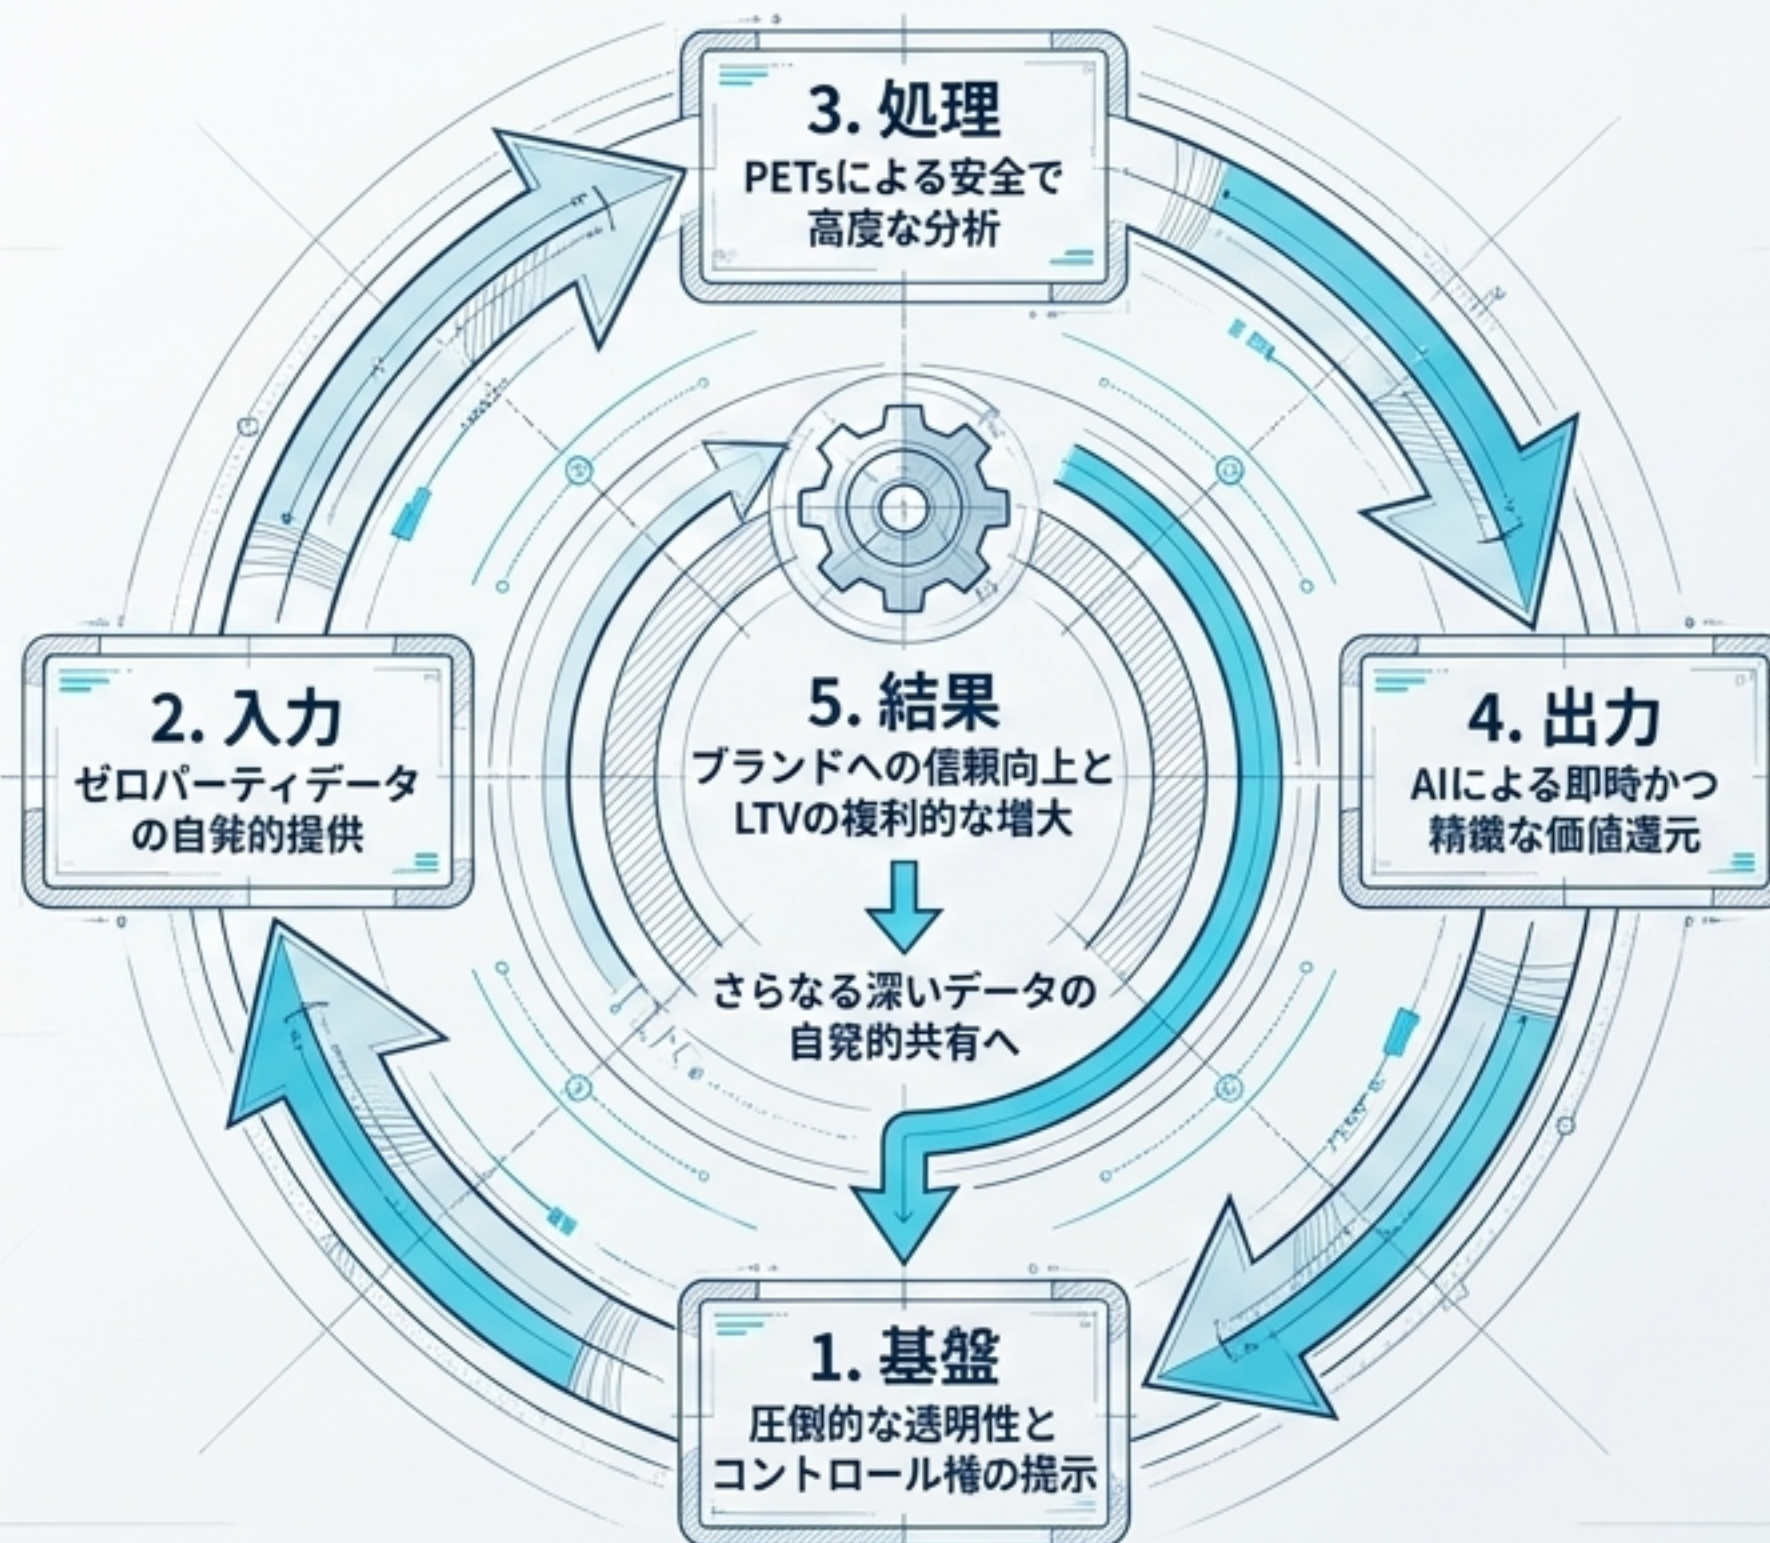 3. 処理
PETsによる安全で
高度な分析
2. 入力
ゼロパーティデータ
の自発的提供
5. 結果
ブランドへの信頼向上と
LTVの複利的な増大
さらなる深いデータの
自発的共有へ
4. 出力
AIによる即時かつ
精緻な価値還元
1. 基盤
圧倒的な透明性と
コントロール権の提示